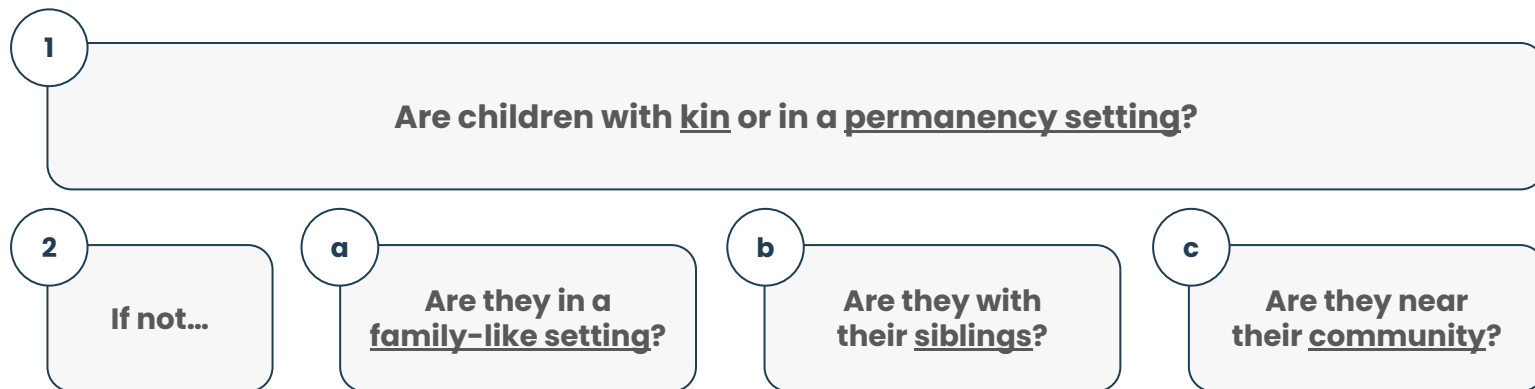 1
Are children with kin or in a permanency setting?
2
If not…
a
Are they in a
family-like setting?
b
Are they with
their siblings?
c
Are they near
their community?